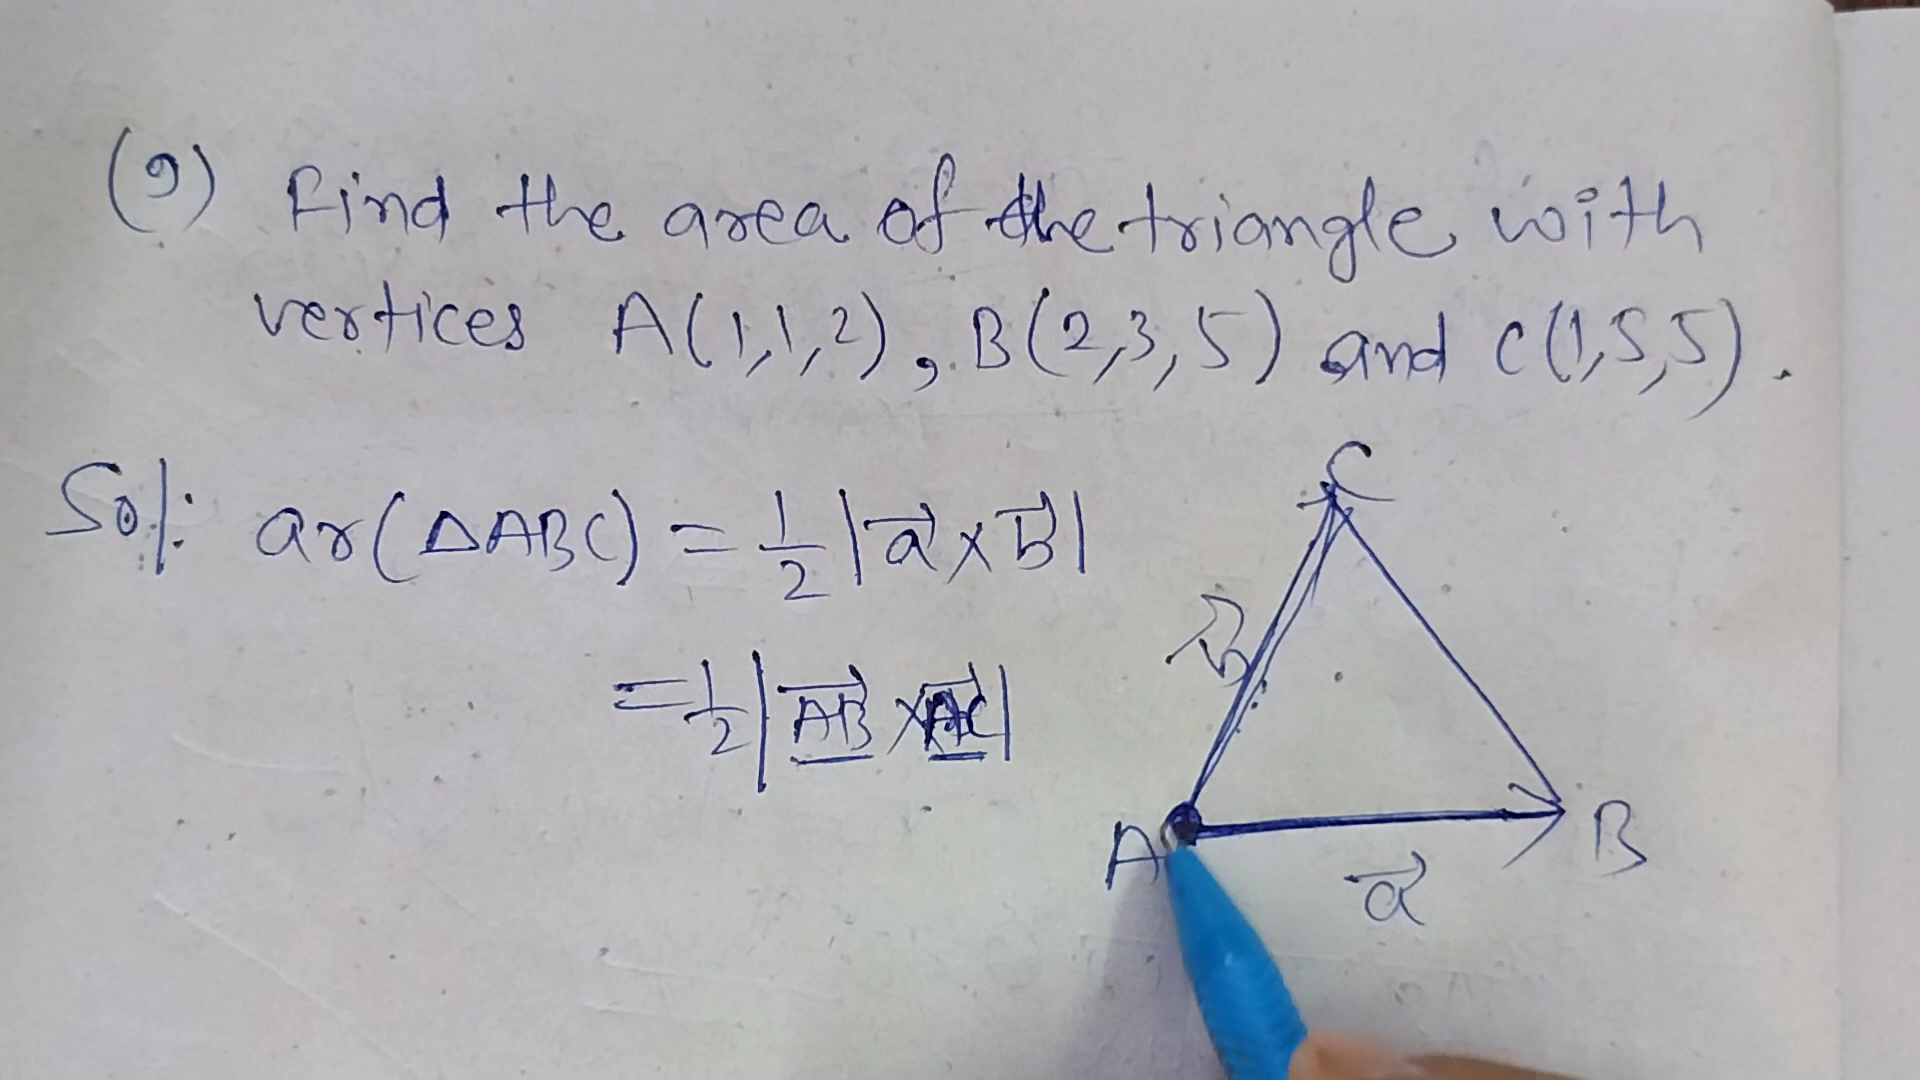 (9) Find the area of the triangle with
vertices A(1,1,2), B(2,3,5) and C(1,5,5).
Sol: ar(△ABC) = 1/2 |a⃗ × b⃗|
= 1/2 |AB⃗ × AC⃗|
C
b⃗
A
B
a⃗